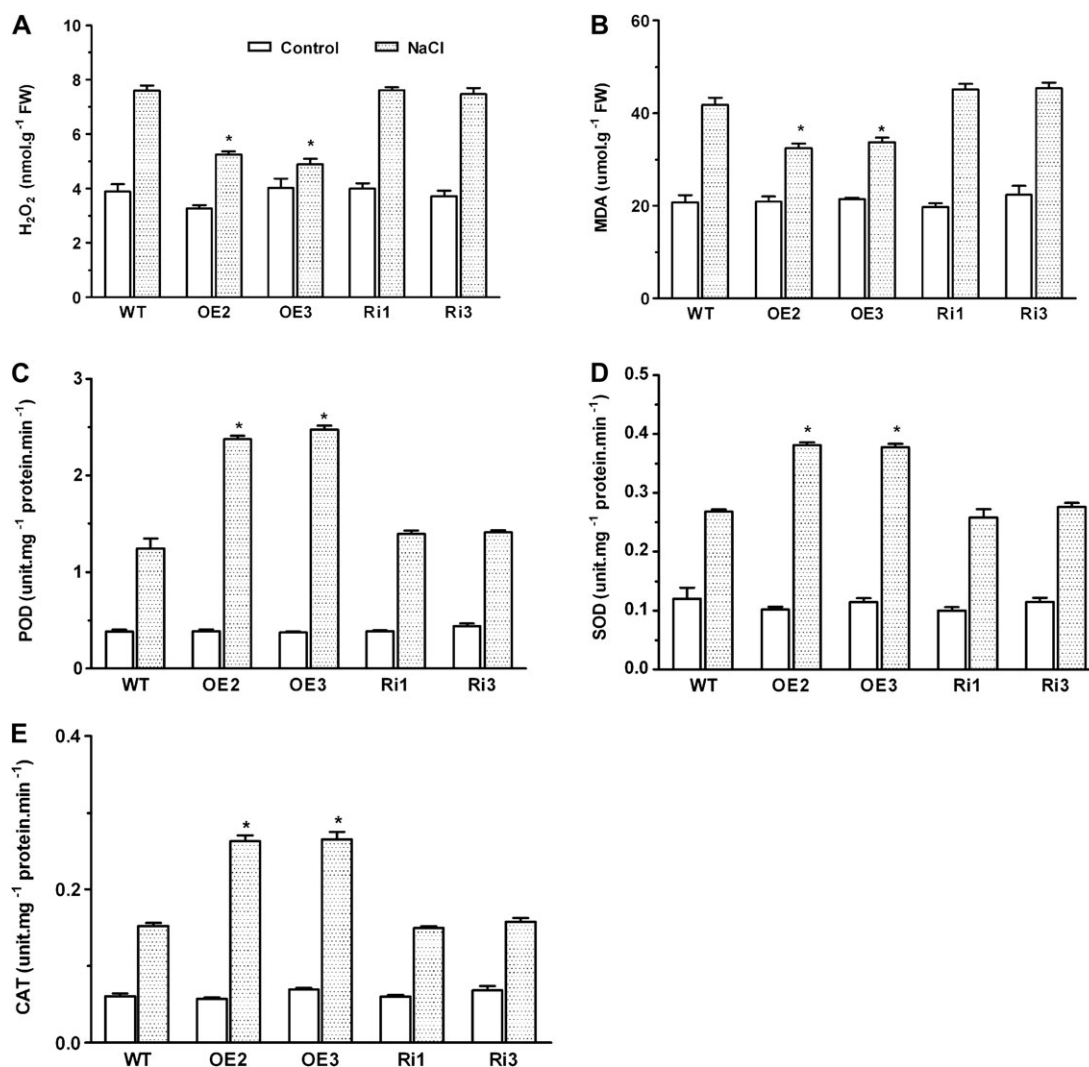 A
10
8
6
4
2
0
H₂O₂ (nmol.g⁻¹ FW)
Control NaCl
* *
WT OE2 OE3 Ri1 Ri3
B
60
40
20
0
MDA (umol.g⁻¹ FW)
* *
WT OE2 OE3 Ri1 Ri3
C
3
2
1
0
POD (unit.mg⁻¹ protein.min⁻¹)
* *
WT OE2 OE3 Ri1 Ri3
D
0.5
0.4
0.3
0.2
0.1
0.0
SOD (unit.mg⁻¹ protein.min⁻¹)
* *
WT OE2 OE3 Ri1 Ri3
E
0.4
0.2
0.0
CAT (unit.mg⁻¹ protein.min⁻¹)
* *
WT OE2 OE3 Ri1 Ri3